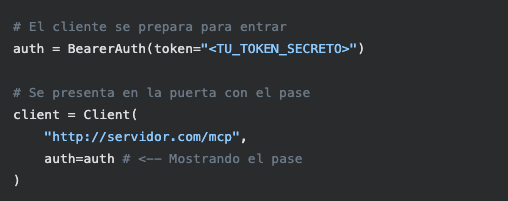 # El cliente se prepara para entrar
auth = BearerAuth(token="<TU_TOKEN_SECRETO>")
# Se presenta en la puerta con el pase
client = Client(
    "http://servidor.com/mcp",
    auth=auth # <-- Mostrando el pase
)